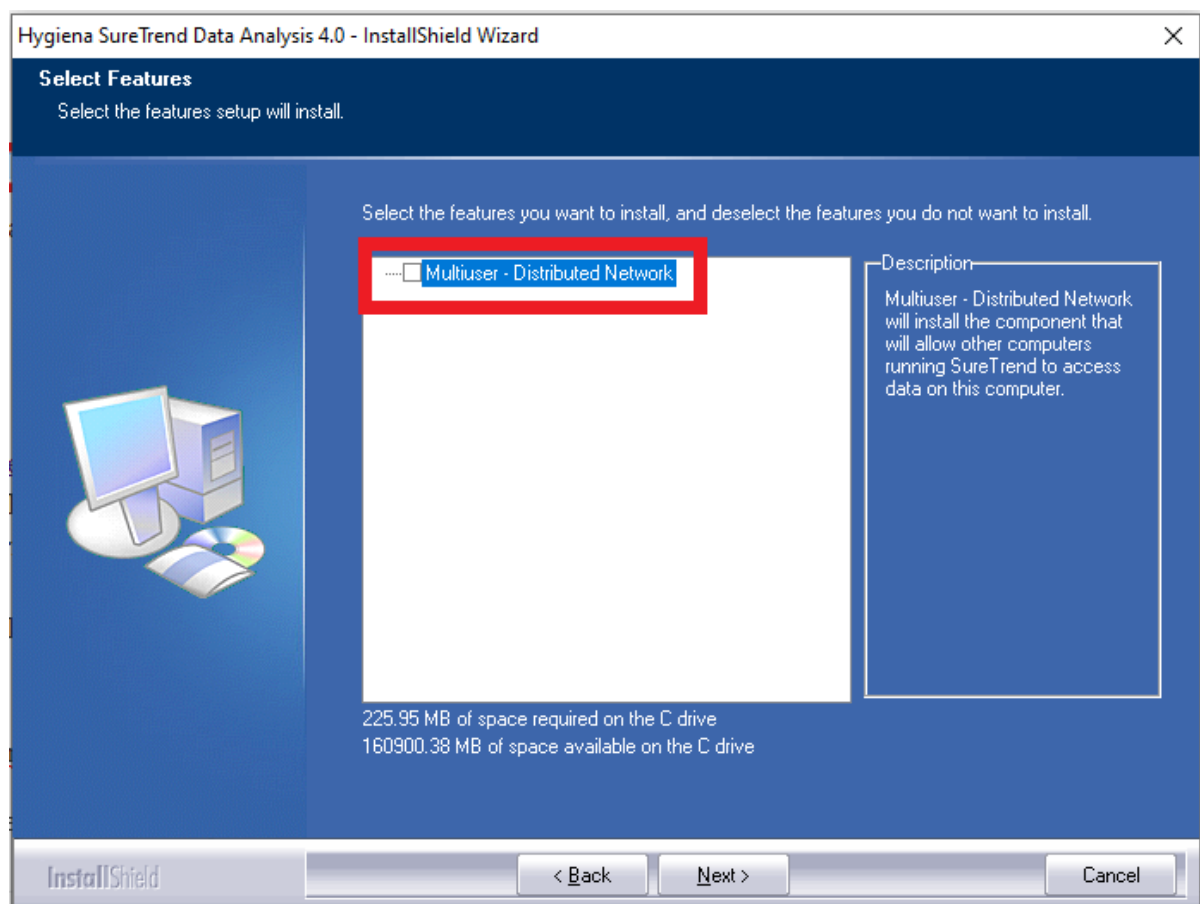 Hygiena SureTrend Data Analysis 4.0 - InstallShield Wizard
Select Features
Select the features setup will install.
Select the features you want to install, and deselect the features you do not want to install.
Multiuser - Distributed Network
Description
Multiuser - Distributed Network
will install the component that
will allow other computers
running SureTrend to access
data on this computer.
225.95 MB of space required on the C drive
160900.38 MB of space available on the C drive
InstallShield
< Back
Next >
Cancel